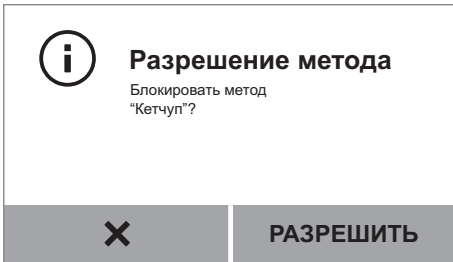 Разрешение метода
Блокировать метод
“Кетчуп”?
РАЗРЕШИТЬ